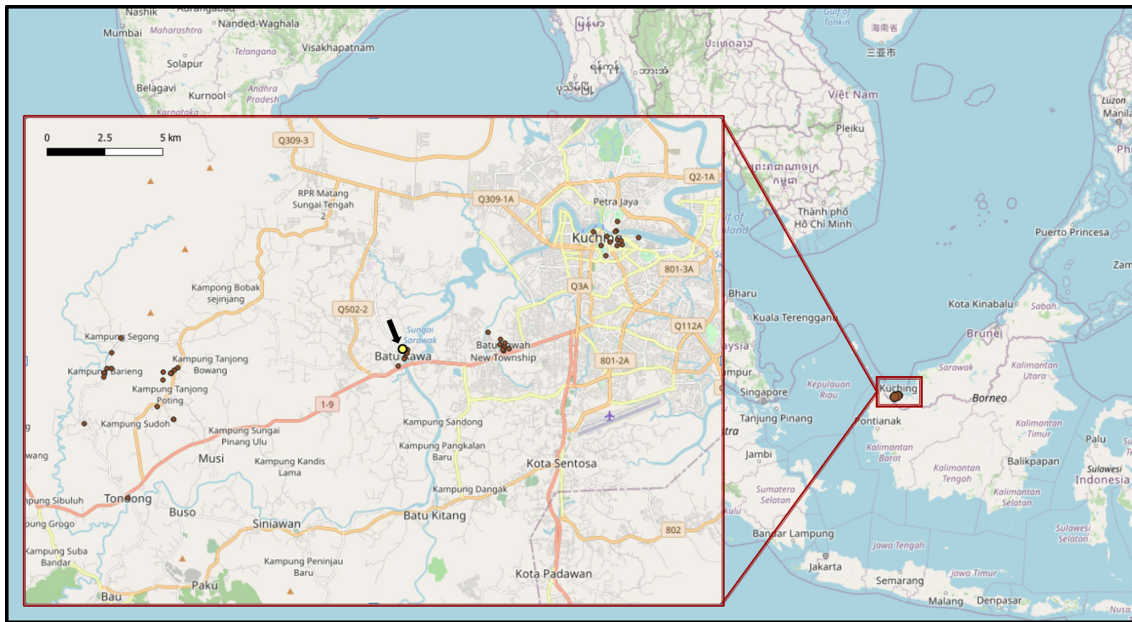 Nashik
Aurangabad
Nanded-Waghala
Mumbai
Maharashtra
Telangana
Visakhapatnam
Solapur
Belagavi
Kurnool
Andhra
Pradesh
Karnataka
海南省
三亚市
Việt Nam
Pleiku
Luzon
Manila
Thành phố
Hồ Chí Minh
Puerto Princesa
Zam
Bharu
Kuala Terengganu
Kota Kinabalu
Sabah
Brunei
Sarawak
Kalimantan
Utara
laysia
umpur
Kepulauan
Riau
Kuching
Borneo
Singapore
Tanjung Pinang
Pontianak
Kalimantan
Timur
Kalimantan
Barat
Balikpapan
Palu
Sulawesi
Indonesia
Jambi
Kalimantan
Tengah
Kalimantan
Selatan
Sumatera
Selatan
Sulawesi
Selatan
Bandar Lampung
Jawa Tengah
Jakarta
Semarang
Jawa Timur
Malang
Denpasar
Nusa
0 2.5 5 km
Q309-3
RPR Matang
Sungai Tengah
2
Q309-1A
Petra Jaya
Q2-1A
Kuching
801-3A
Kampung Bobak
sejinjang
Q3A
Q502-2
Sungai
Sarawak
Q112A
Kampung Segong
Batu Kawa
New Township
801-2A
Kampung Tanjong
Bowang
Kampung Barieng
Kampung Tanjong
Poting
1-9
Kampung Sudoh
Kampung Sungai
Pinang Ulu
Kampung Sandong
Kampung Pangkalan
Baru
wang
Musi
Kampung Kandis
Lama
Kota Sentosa
Kampung Dangak
pung Sibuluh
Tondong
Buso
Batu Kitang
pung Grogo
Siniawan
802
Kampung Suba
Bandar
Kampung Peninjau
Baru
Kota Padawan
Paku
Bau